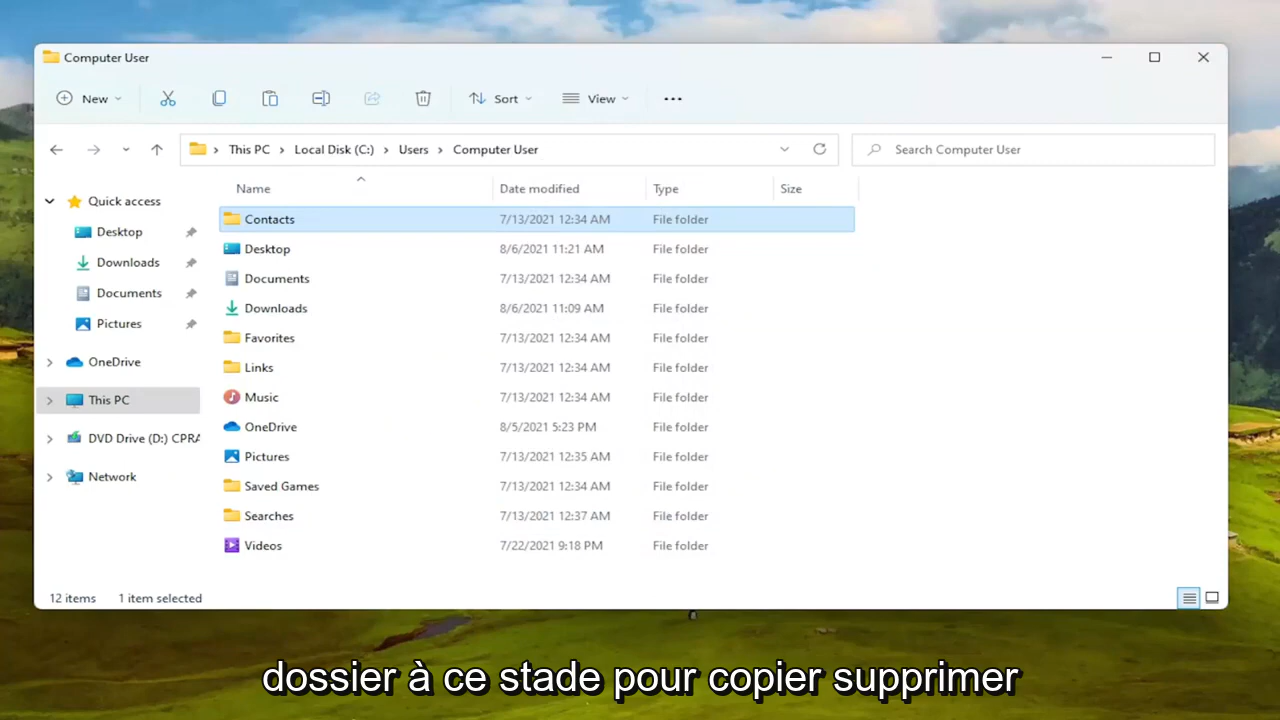 Computer User
New
Sort
View
This PC > Local Disk (C:) > Users > Computer User
Search Computer User
Name Date modified Type Size
Quick access
Desktop
Downloads
Documents
Pictures
OneDrive
This PC
DVD Drive (D:) CPRA
Network
Contacts 7/13/2021 12:34 AM File folder
Desktop 8/6/2021 11:21 AM File folder
Documents 7/13/2021 12:34 AM File folder
Downloads 8/6/2021 11:09 AM File folder
Favorites 7/13/2021 12:34 AM File folder
Links 7/13/2021 12:34 AM File folder
Music 7/13/2021 12:34 AM File folder
OneDrive 8/5/2021 5:23 PM File folder
Pictures 7/13/2021 12:35 AM File folder
Saved Games 7/13/2021 12:34 AM File folder
Searches 7/13/2021 12:37 AM File folder
Videos 7/22/2021 9:18 PM File folder
12 items 1 item selected
dossier à ce stade pour copier supprimer